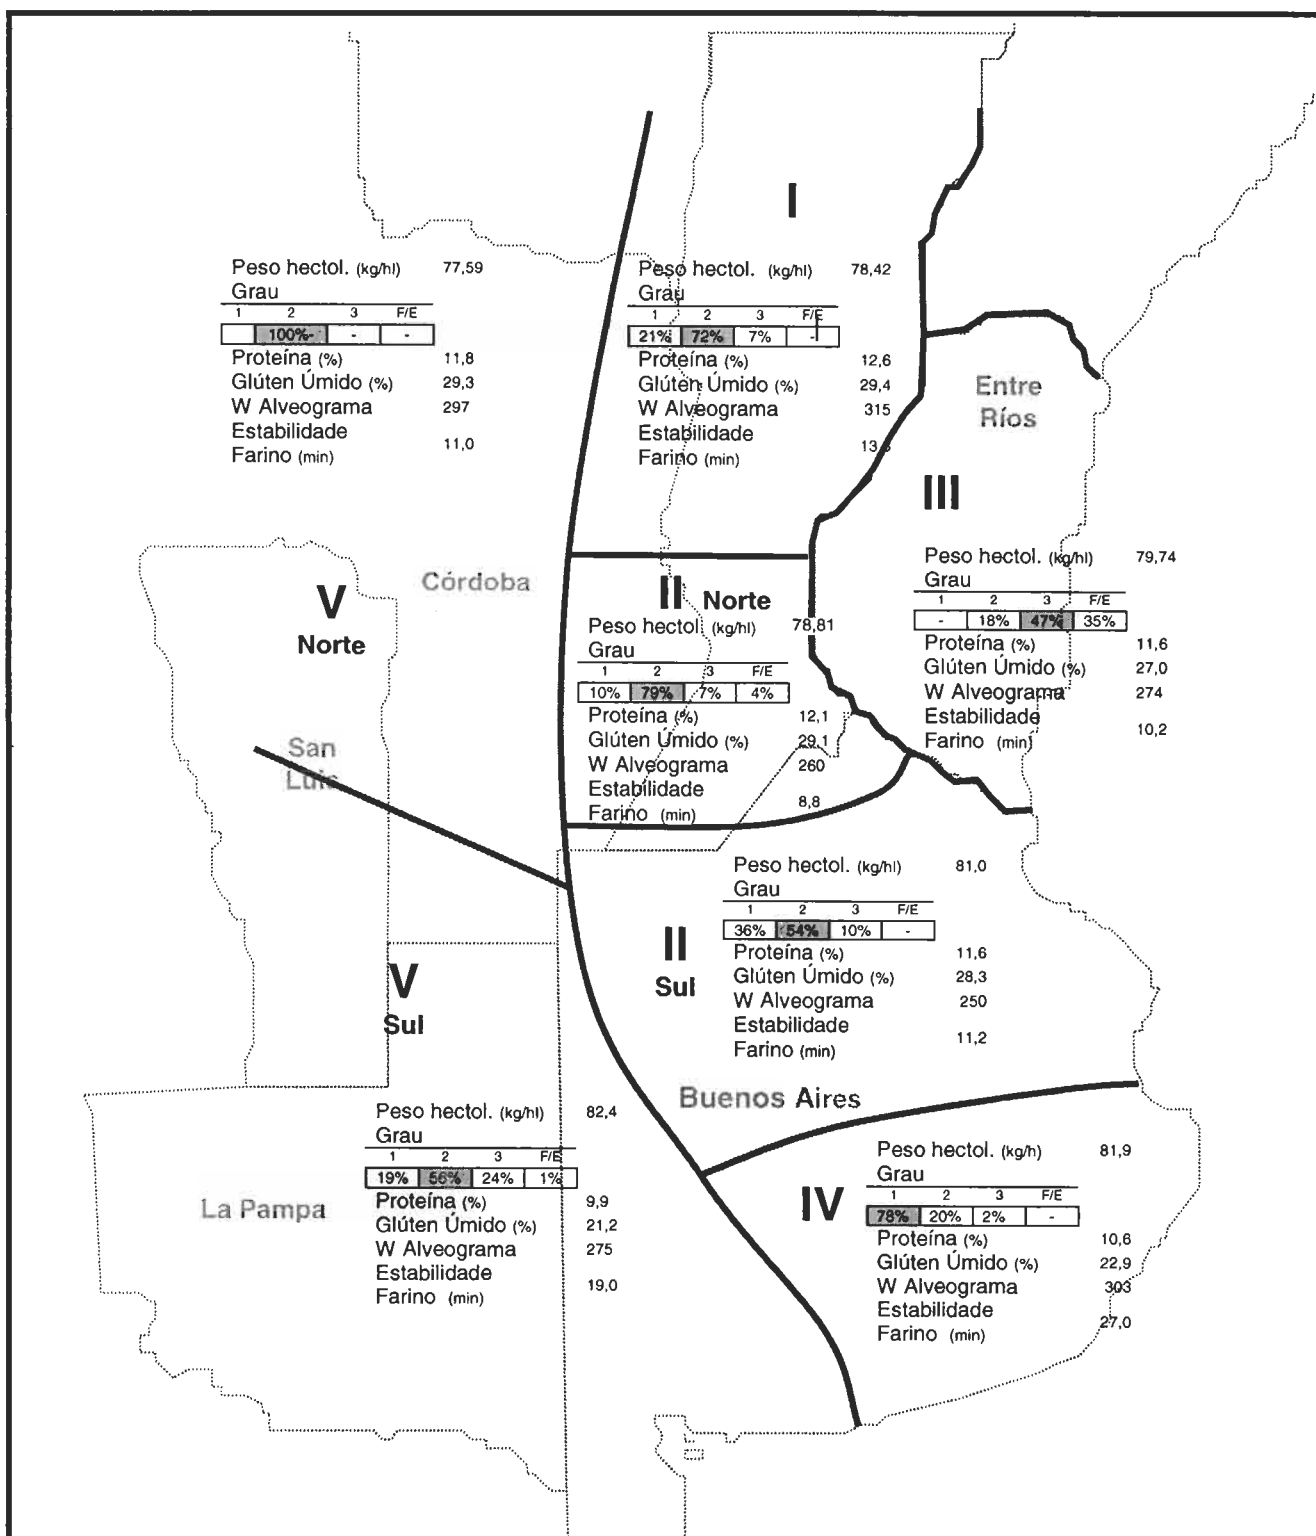 I
Peso hectol. (kg/hl) 77,59
Grau
1 2 3 F/E
100%- - -
Proteína (%) 11,8
Glúten Úmido (%) 29,3
W Alveograma 297
Estabilidade
Farino (min) 11,0
Peso hectol. (kg/hl) 78,42
Grau
1 2 3 F/E
21% 72% 7% -
Proteína (%) 12,6
Glúten Úmido (%) 29,4
W Alveograma 315
Estabilidade
Farino (min)
Entre
Ríos
III
Peso hectol. (kg/hl) 79,74
Grau
1 2 3 F/E
- 18% 47% 35%
Proteína (%) 11,6
Glúten Úmido (%) 27,0
W Alveograma 274
Estabilidade
Farino (min) 10,2
Córdoba
V
Norte
II Norte
Peso hectol. (kg/hl) 78,81
Grau
1 2 3 F/E
10% 79% 7% 4%
Proteína (%) 12,1
Glúten Úmido (%) 29,1
W Alveograma 260
Estabilidade
Farino (min) 8,8
San
Luis
Peso hectol. (kg/hl) 81,0
Grau
1 2 3 F/E
36% 54% 10% -
II
Sul
Proteína (%) 11,6
Glúten Úmido (%) 28,3
W Alveograma 250
Estabilidade
Farino (min) 11,2
V
Sul
Buenos Aires
Peso hectol. (kg/hl) 82,4
Grau
1 2 3 F/E
19% 56% 24% 1%
Proteína (%) 9,9
Glúten Úmido (%) 21,2
W Alveograma 275
Estabilidade
Farino (min) 19,0
La Pampa
IV
Peso hectol. (kg/h) 81,9
Grau
1 2 3 F/E
78% 20% 2% -
Proteína (%) 10,6
Glúten Úmido (%) 22,9
W Alveograma 303
Estabilidade
Farino (min) 27,0